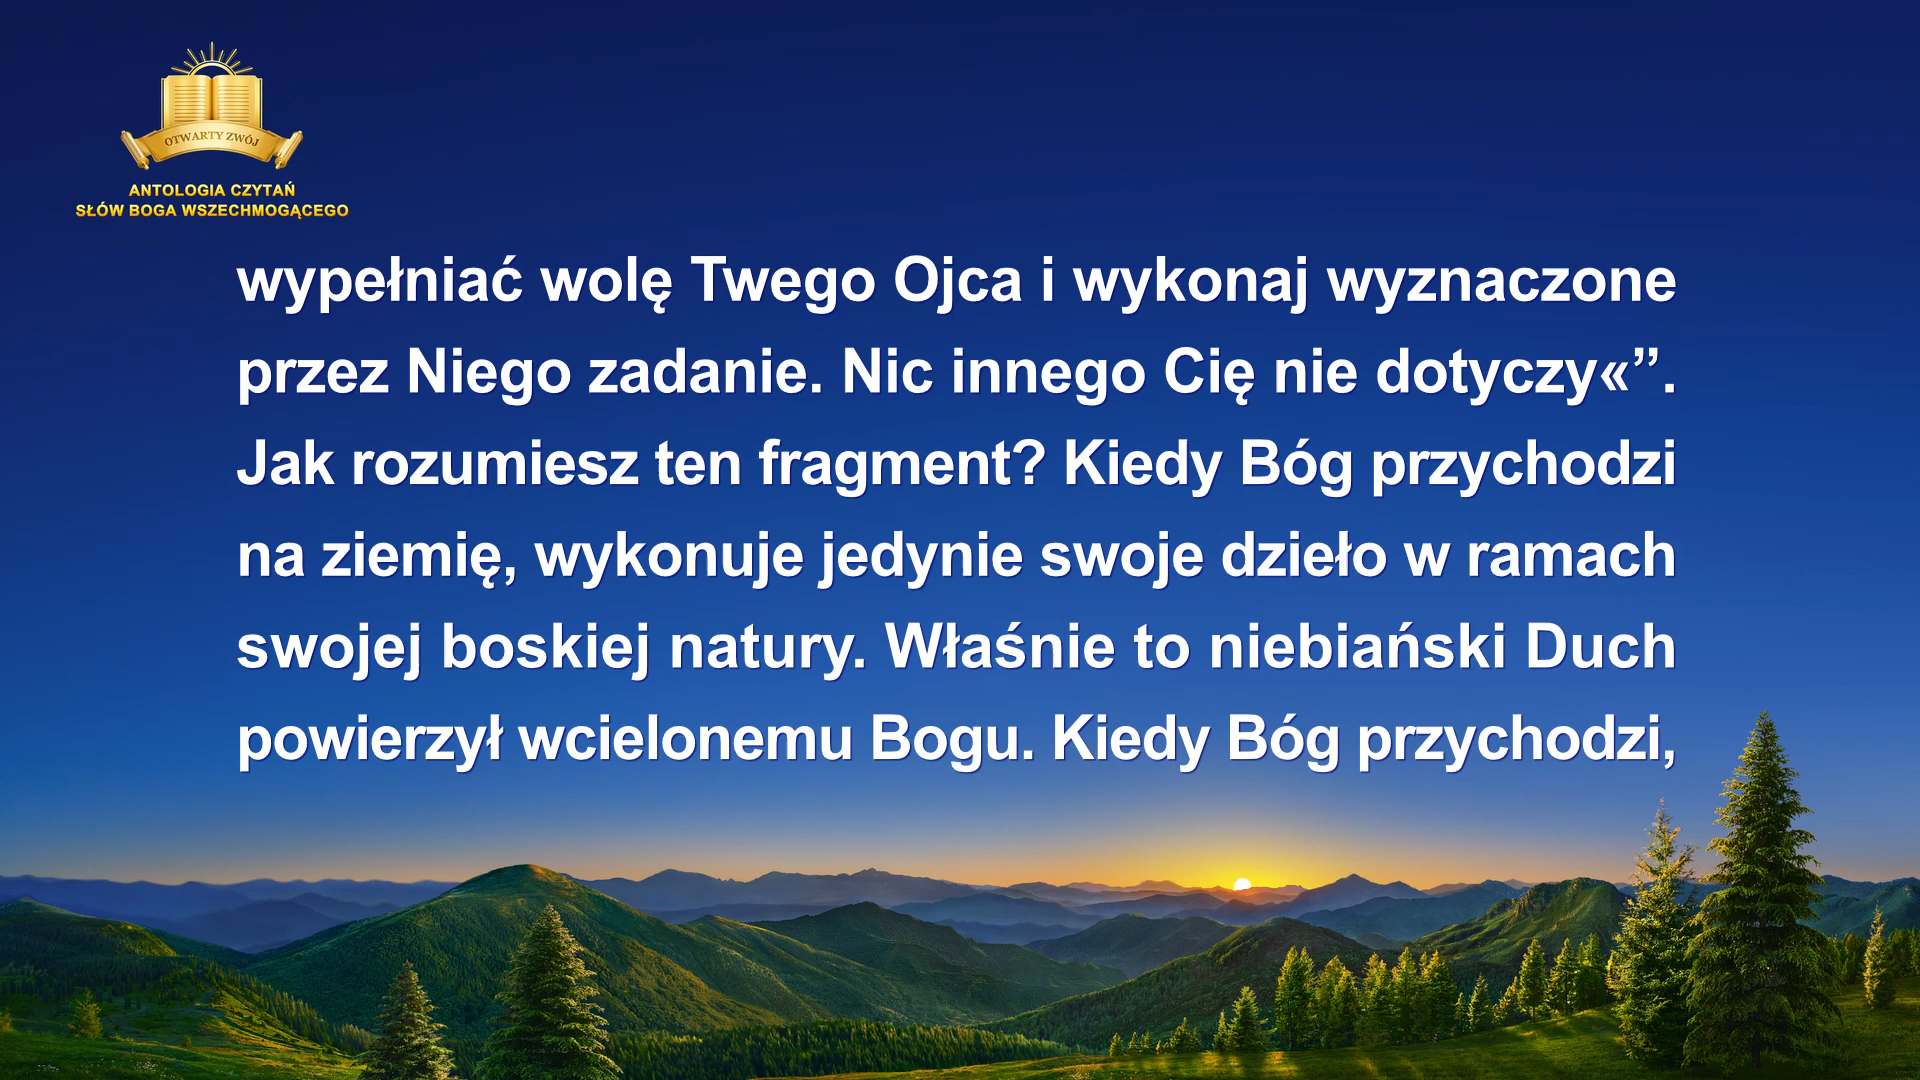 OTWARTY ZWÓJ
ANTOLOGIA CZYTAŃ
SŁÓW BOGA WSZECHMOGĄCEGO
wypełniać wolę Twego Ojca i wykonaj wyznaczone
przez Niego zadanie. Nic innego Cię nie dotyczy«”.
Jak rozumiesz ten fragment? Kiedy Bóg przychodzi
na ziemię, wykonuje jedynie swoje dzieło w ramach
swojej boskiej natury. Właśnie to niebiański Duch
powierzył wcielonemu Bogu. Kiedy Bóg przychodzi,